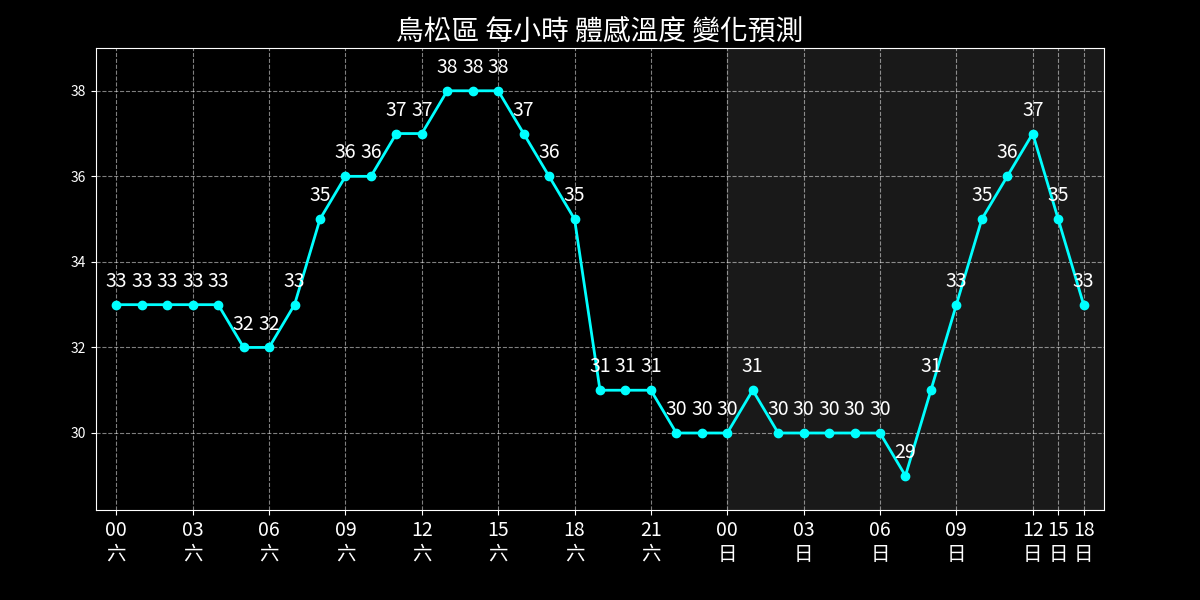 鳥松區 每小時 體感溫度 變化預測
38 38 38
38
37 37 37 37
36 36 36 36
36
35 35 35 35
34
33 33 33 33 33 33 33 33
32 32
32
31 31 31 31 31
30 30 30 30 30 30 30 30
30
29
00 03 06 09 12 15 18 21 00 03 06 09 12 15 18
六 六 六 六 六 六 六 六 日 日 日 日 日 日 日